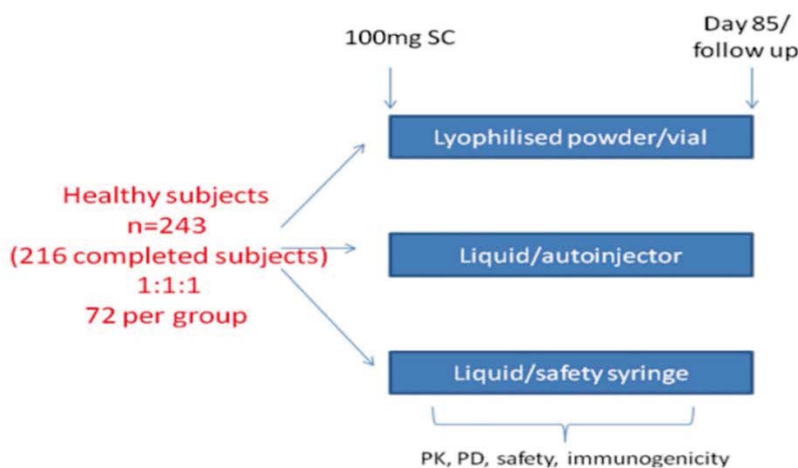 100mg SC
Day 85/
follow up
Lyophilised powder/vial
Healthy subjects
n=243
(216 completed subjects)
1:1:1
72 per group
Liquid/autoinjector
Liquid/safety syringe
PK, PD, safety, immunogenicity